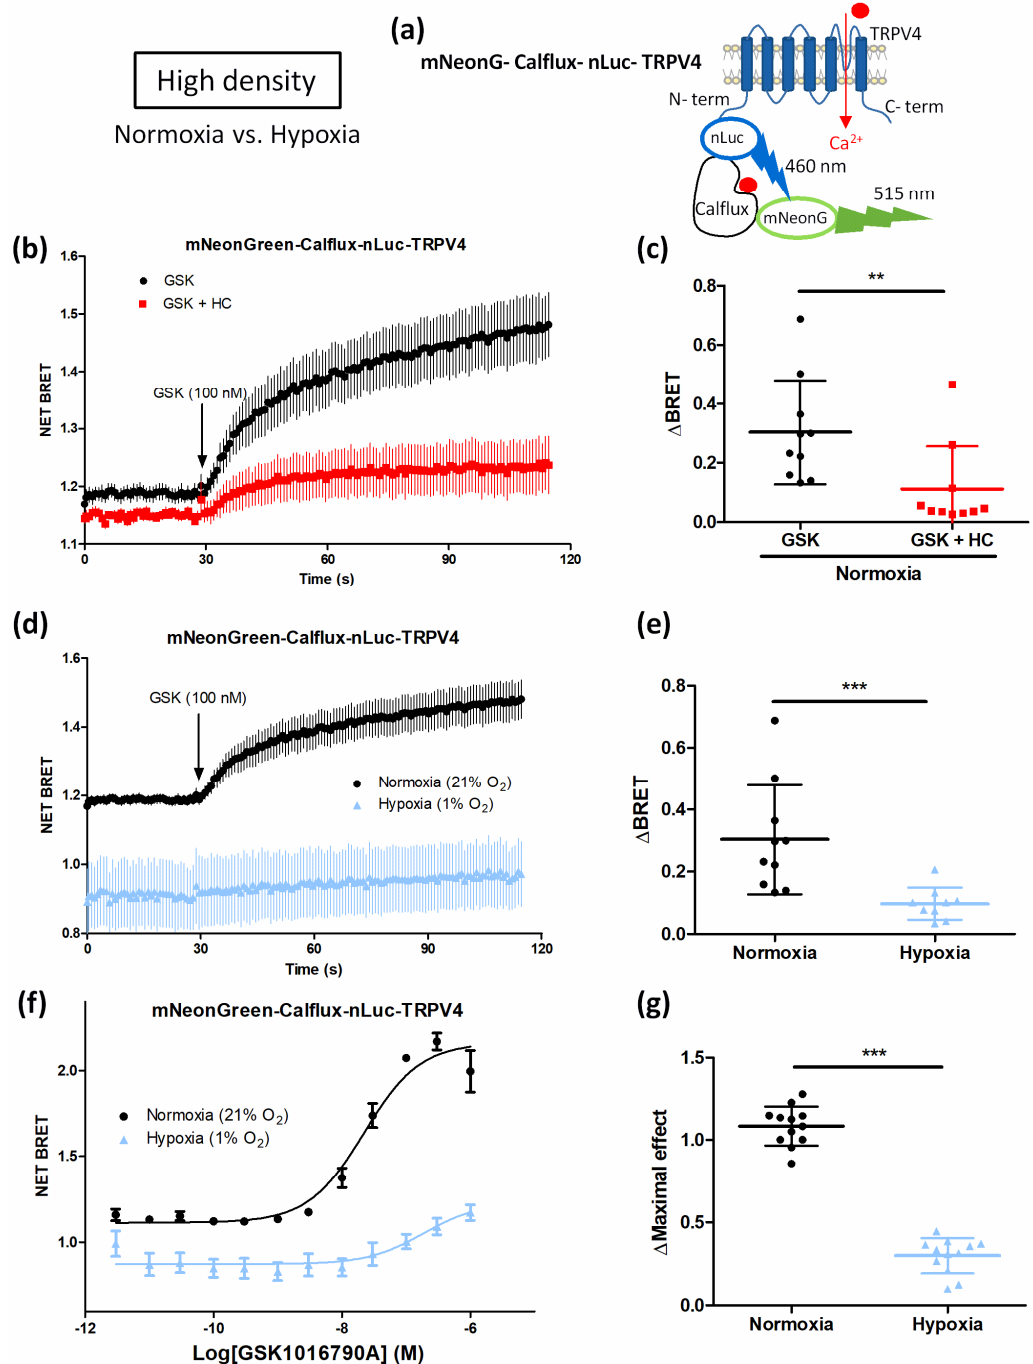 High density
Normoxia vs. Hypoxia
(a)
mNeonG- Calflux- nLuc- TRPV4
TRPV4
N- term
C- term
Ca2+
nLuc
460 nm
Calflux
mNeonG
515 nm
(b)
mNeonGreen-Calflux-nLuc-TRPV4
1.6
1.5
1.4
1.3
1.2
1.1
NET BRET
GSK
GSK + HC
GSK (100 nM)
0
30
60
90
120
Time (s)
(c)
0.8
0.6
0.4
0.2
0.0
△BRET
**
GSK
GSK + HC
Normoxia
(d)
mNeonGreen-Calflux-nLuc-TRPV4
1.6
1.4
1.2
1.0
0.8
NET BRET
GSK (100 nM)
Normoxia (21% O2)
Hypoxia (1% O2)
0
30
60
90
120
Time (s)
(e)
0.8
0.6
0.4
0.2
0.0
△BRET
***
Normoxia
Hypoxia
(f)
mNeonGreen-Calflux-nLuc-TRPV4
2.0
1.5
1.0
NET BRET
Normoxia (21% O2)
Hypoxia (1% O2)
-12
-10
-8
-6
Log[GSK1016790A] (M)
(g)
1.5
1.0
0.5
0.0
△Maximal effect
***
Normoxia
Hypoxia